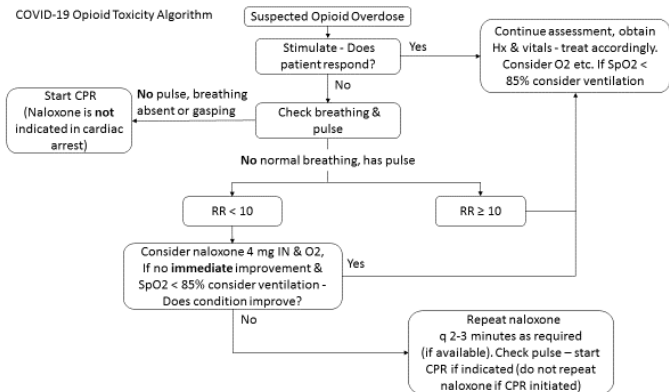 COVID-19 Opioid Toxicity Algorithm
Suspected Opioid Overdose
Stimulate - Does
patient respond?
Yes
Continue assessment, obtain
Hx & vitals - treat accordingly.
Consider O2 etc. If SpO2 <
85% consider ventilation
No
Check breathing &
pulse
No pulse, breathing
absent or gasping
Start CPR
(Naloxone is not
indicated in cardiac
arrest)
No normal breathing, has pulse
RR < 10
RR ≥ 10
Consider naloxone 4 mg IN & O2,
If no immediate improvement &
SpO2 < 85% consider ventilation -
Does condition improve?
Yes
No
Repeat naloxone
q 2-3 minutes as required
(if available). Check pulse – start
CPR if indicated (do not repeat
naloxone if CPR initiated)